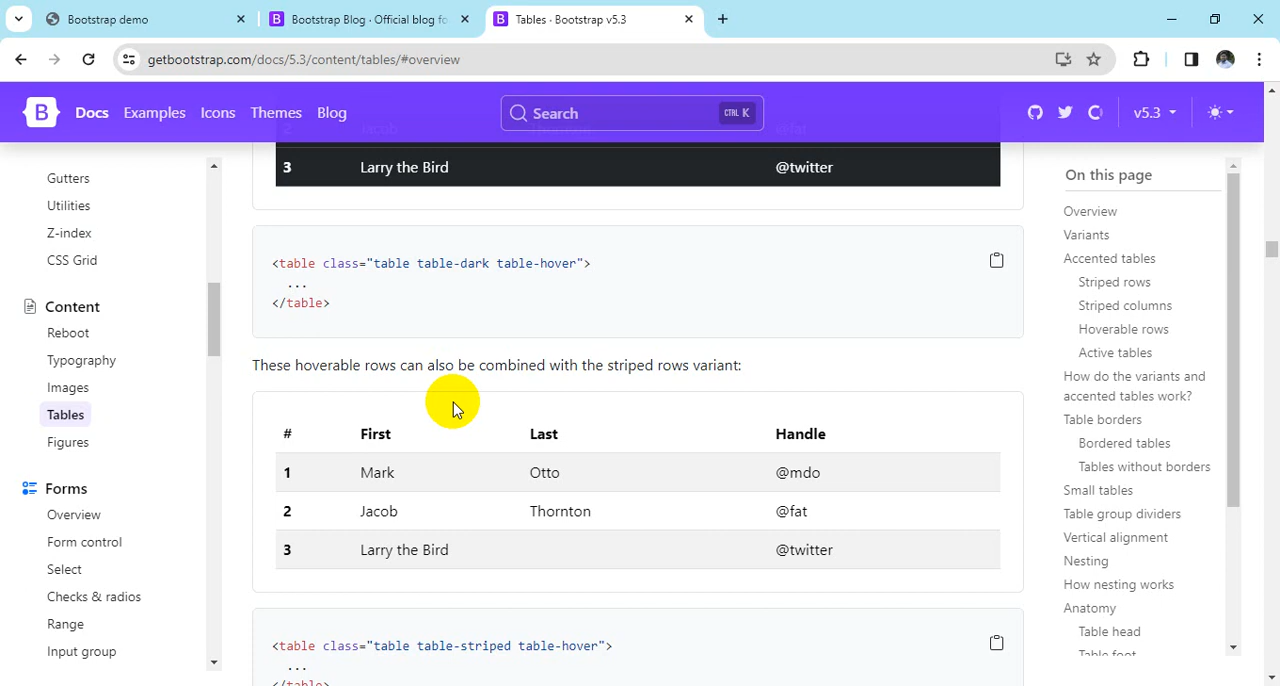 Bootstrap demo
Bootstrap Blog · Official blog fo
Tables · Bootstrap v5.3
getbootstrap.com/docs/5.3/content/tables/#overview
B
Docs
Examples
Icons
Themes
Blog
Search
CTRL K
v5.3
2 Jacob Thornton @fat
3 Larry the Bird @twitter
Gutters
Utilities
Z-index
CSS Grid
Content
Reboot
Typography
Images
Tables
Figures
Forms
Overview
Form control
Select
Checks & radios
Range
Input group
<table class="table table-dark table-hover">
...
</table>
These hoverable rows can also be combined with the striped rows variant:
# First Last Handle
1 Mark Otto @mdo
2 Jacob Thornton @fat
3 Larry the Bird @twitter
<table class="table table-striped table-hover">
...
</table>
On this page
Overview
Variants
Accented tables
Striped rows
Striped columns
Hoverable rows
Active tables
How do the variants and
accented tables work?
Table borders
Bordered tables
Tables without borders
Small tables
Table group dividers
Vertical alignment
Nesting
How nesting works
Anatomy
Table head
Table foot